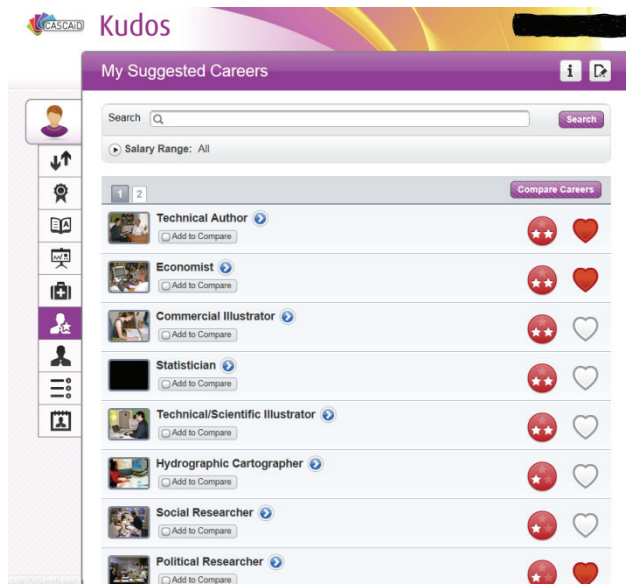 CASCAiD Kudos
My Suggested Careers
i
Search Search
Salary Range: All
1 2 Compare Careers
Technical Author
Add to Compare
Economist
Add to Compare
Commercial Illustrator
Add to Compare
Statistician
Add to Compare
Technical/Scientific Illustrator
Add to Compare
Hydrographic Cartographer
Add to Compare
Social Researcher
Add to Compare
Political Researcher
Add to Compare